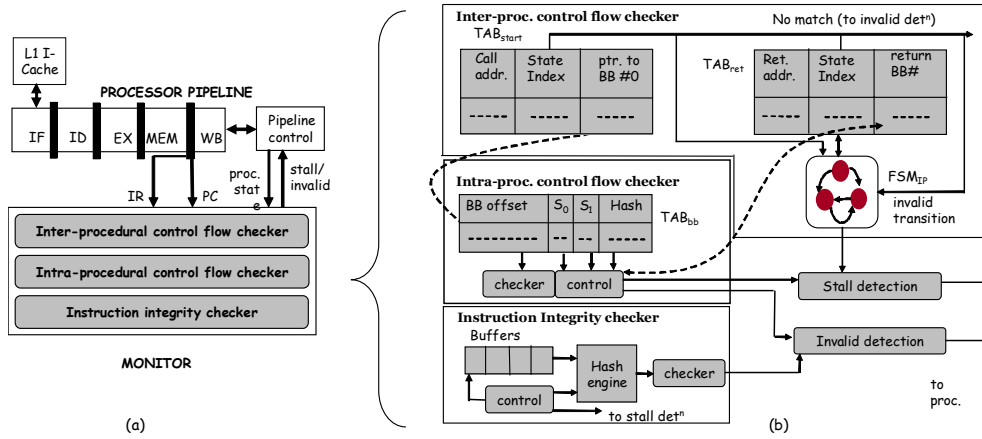 L1 I-
Cache
PROCESSOR PIPELINE
IF ID EX MEM WB
Pipeline
control
IR PC
proc.
stat
e
stall/
invalid
Inter-procedural control flow checker
Intra-procedural control flow checker
Instruction integrity checker
MONITOR
(a)
Inter-proc. control flow checker
TABstart
No match (to invalid detⁿ)
Call
addr.
State
Index
ptr. to
BB #0
-----
-----
-----
TABret
Ret.
addr.
State
Index
return
BB#
----
-----
-----
FSMIP
invalid
transition
Intra-proc. control flow checker
BB offset S0 S1 Hash
--------- -- -- ----
TABbb
checker control
Stall detection
Instruction Integrity checker
Buffers
Hash
engine
checker
control
to stall detⁿ
Invalid detection
to
proc.
(b)